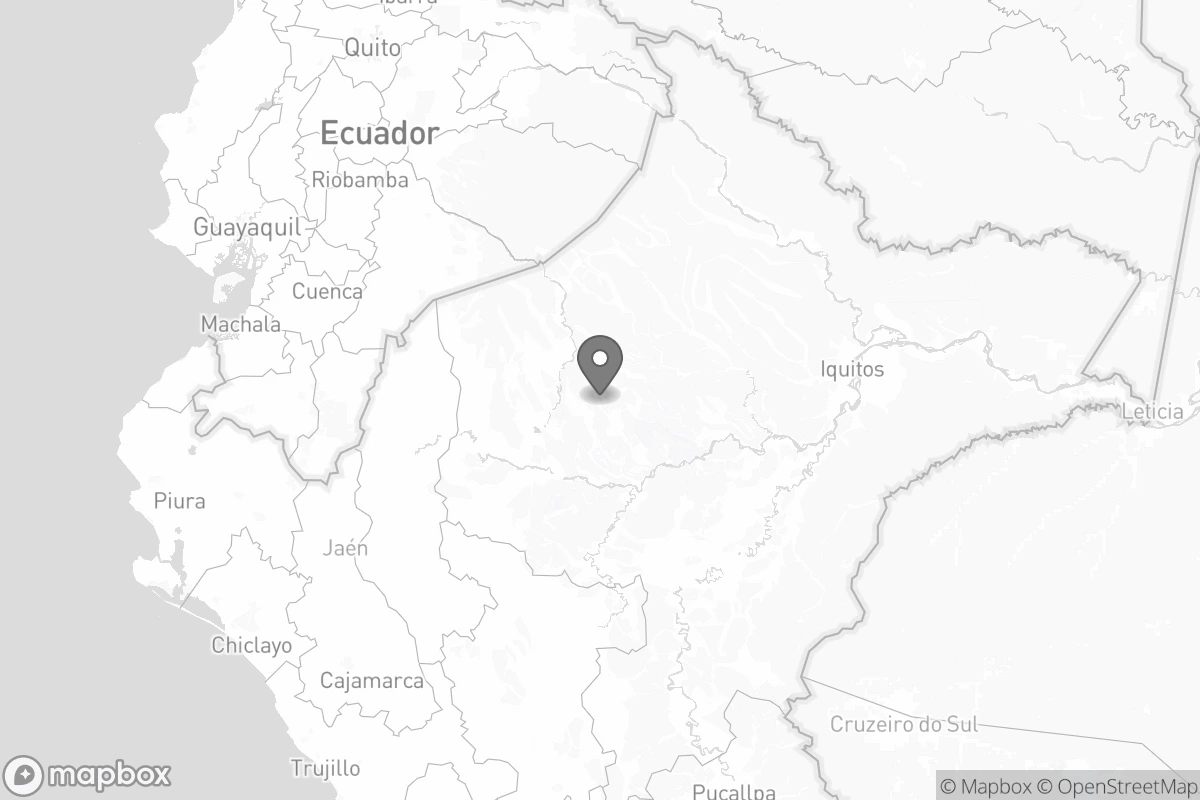 Ibarra
Quito
Ecuador
Riobamba
Guayaquil
Cuenca
Machala
Iquitos
Leticia
Piura
Jaén
Chiclayo
Cajamarca
Cruzeiro do Sul
Trujillo
Pucallpa
mapbox
© Mapbox © OpenStreetMap